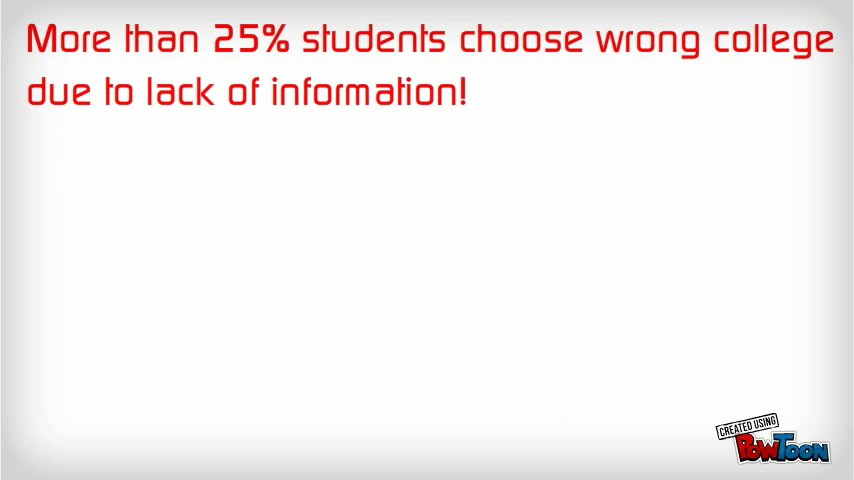 More than 25% students choose wrong college
due to lack of information!
CREATED USING
POWTOON